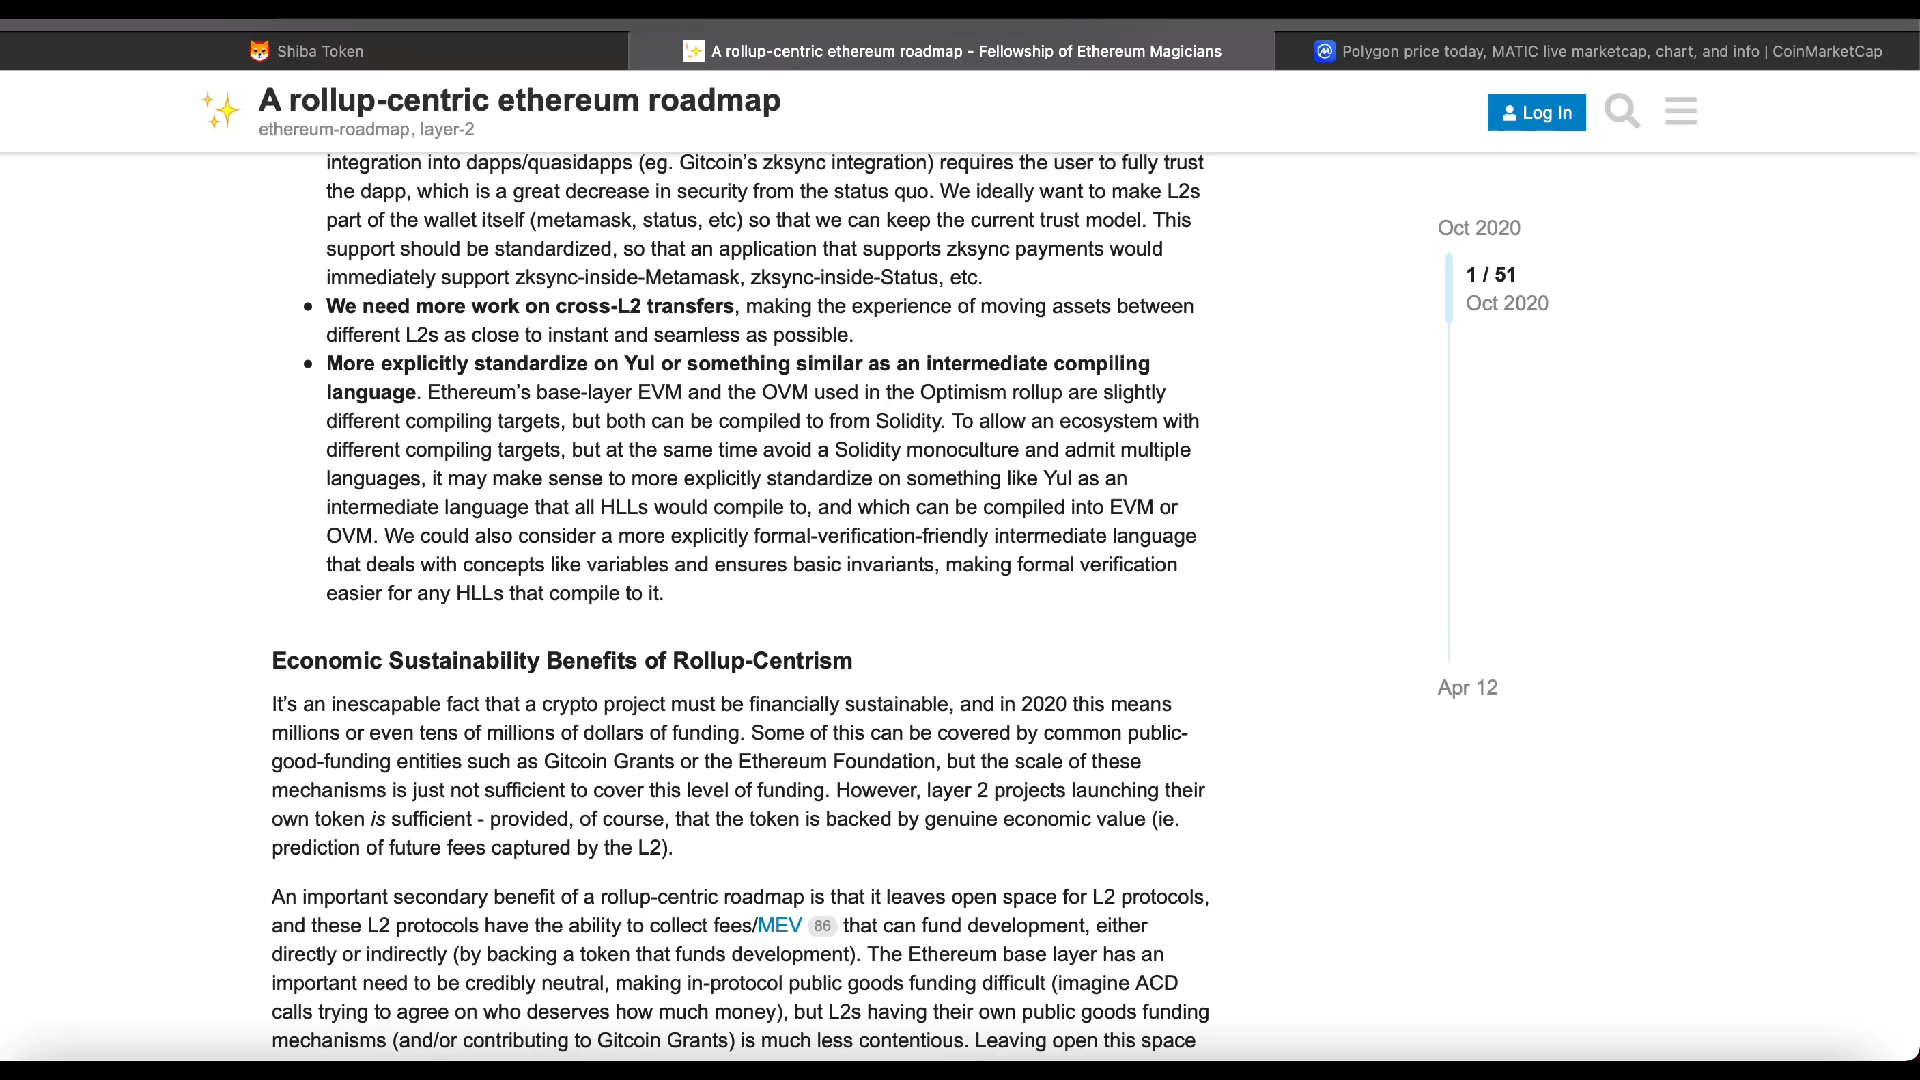 Shiba Token
A rollup-centric ethereum roadmap - Fellowship of Ethereum Magicians
Polygon price today, MATIC live marketcap, chart, and info | CoinMarketCap
A rollup-centric ethereum roadmap
ethereum-roadmap, layer-2
Log In
integration into dapps/quasidapps (eg. Gitcoin’s zksync integration) requires the user to fully trust
the dapp, which is a great decrease in security from the status quo. We ideally want to make L2s
part of the wallet itself (metamask, status, etc) so that we can keep the current trust model. This
support should be standardized, so that an application that supports zksync payments would
immediately support zksync-inside-Metamask, zksync-inside-Status, etc.
• We need more work on cross-L2 transfers, making the experience of moving assets between
different L2s as close to instant and seamless as possible.
• More explicitly standardize on Yul or something similar as an intermediate compiling
language. Ethereum’s base-layer EVM and the OVM used in the Optimism rollup are slightly
different compiling targets, but both can be compiled to from Solidity. To allow an ecosystem with
different compiling targets, but at the same time avoid a Solidity monoculture and admit multiple
languages, it may make sense to more explicitly standardize on something like Yul as an
intermediate language that all HLLs would compile to, and which can be compiled into EVM or
OVM. We could also consider a more explicitly formal-verification-friendly intermediate language
that deals with concepts like variables and ensures basic invariants, making formal verification
easier for any HLLs that compile to it.
Economic Sustainability Benefits of Rollup-Centrism
It’s an inescapable fact that a crypto project must be financially sustainable, and in 2020 this means
millions or even tens of millions of dollars of funding. Some of this can be covered by common public-
good-funding entities such as Gitcoin Grants or the Ethereum Foundation, but the scale of these
mechanisms is just not sufficient to cover this level of funding. However, layer 2 projects launching their
own token is sufficient - provided, of course, that the token is backed by genuine economic value (ie.
prediction of future fees captured by the L2).
An important secondary benefit of a rollup-centric roadmap is that it leaves open space for L2 protocols,
and these L2 protocols have the ability to collect fees/MEV 86 that can fund development, either
directly or indirectly (by backing a token that funds development). The Ethereum base layer has an
important need to be credibly neutral, making in-protocol public goods funding difficult (imagine ACD
calls trying to agree on who deserves how much money), but L2s having their own public goods funding
mechanisms (and/or contributing to Gitcoin Grants) is much less contentious. Leaving open this space
Oct 2020
1 / 51
Oct 2020
Apr 12